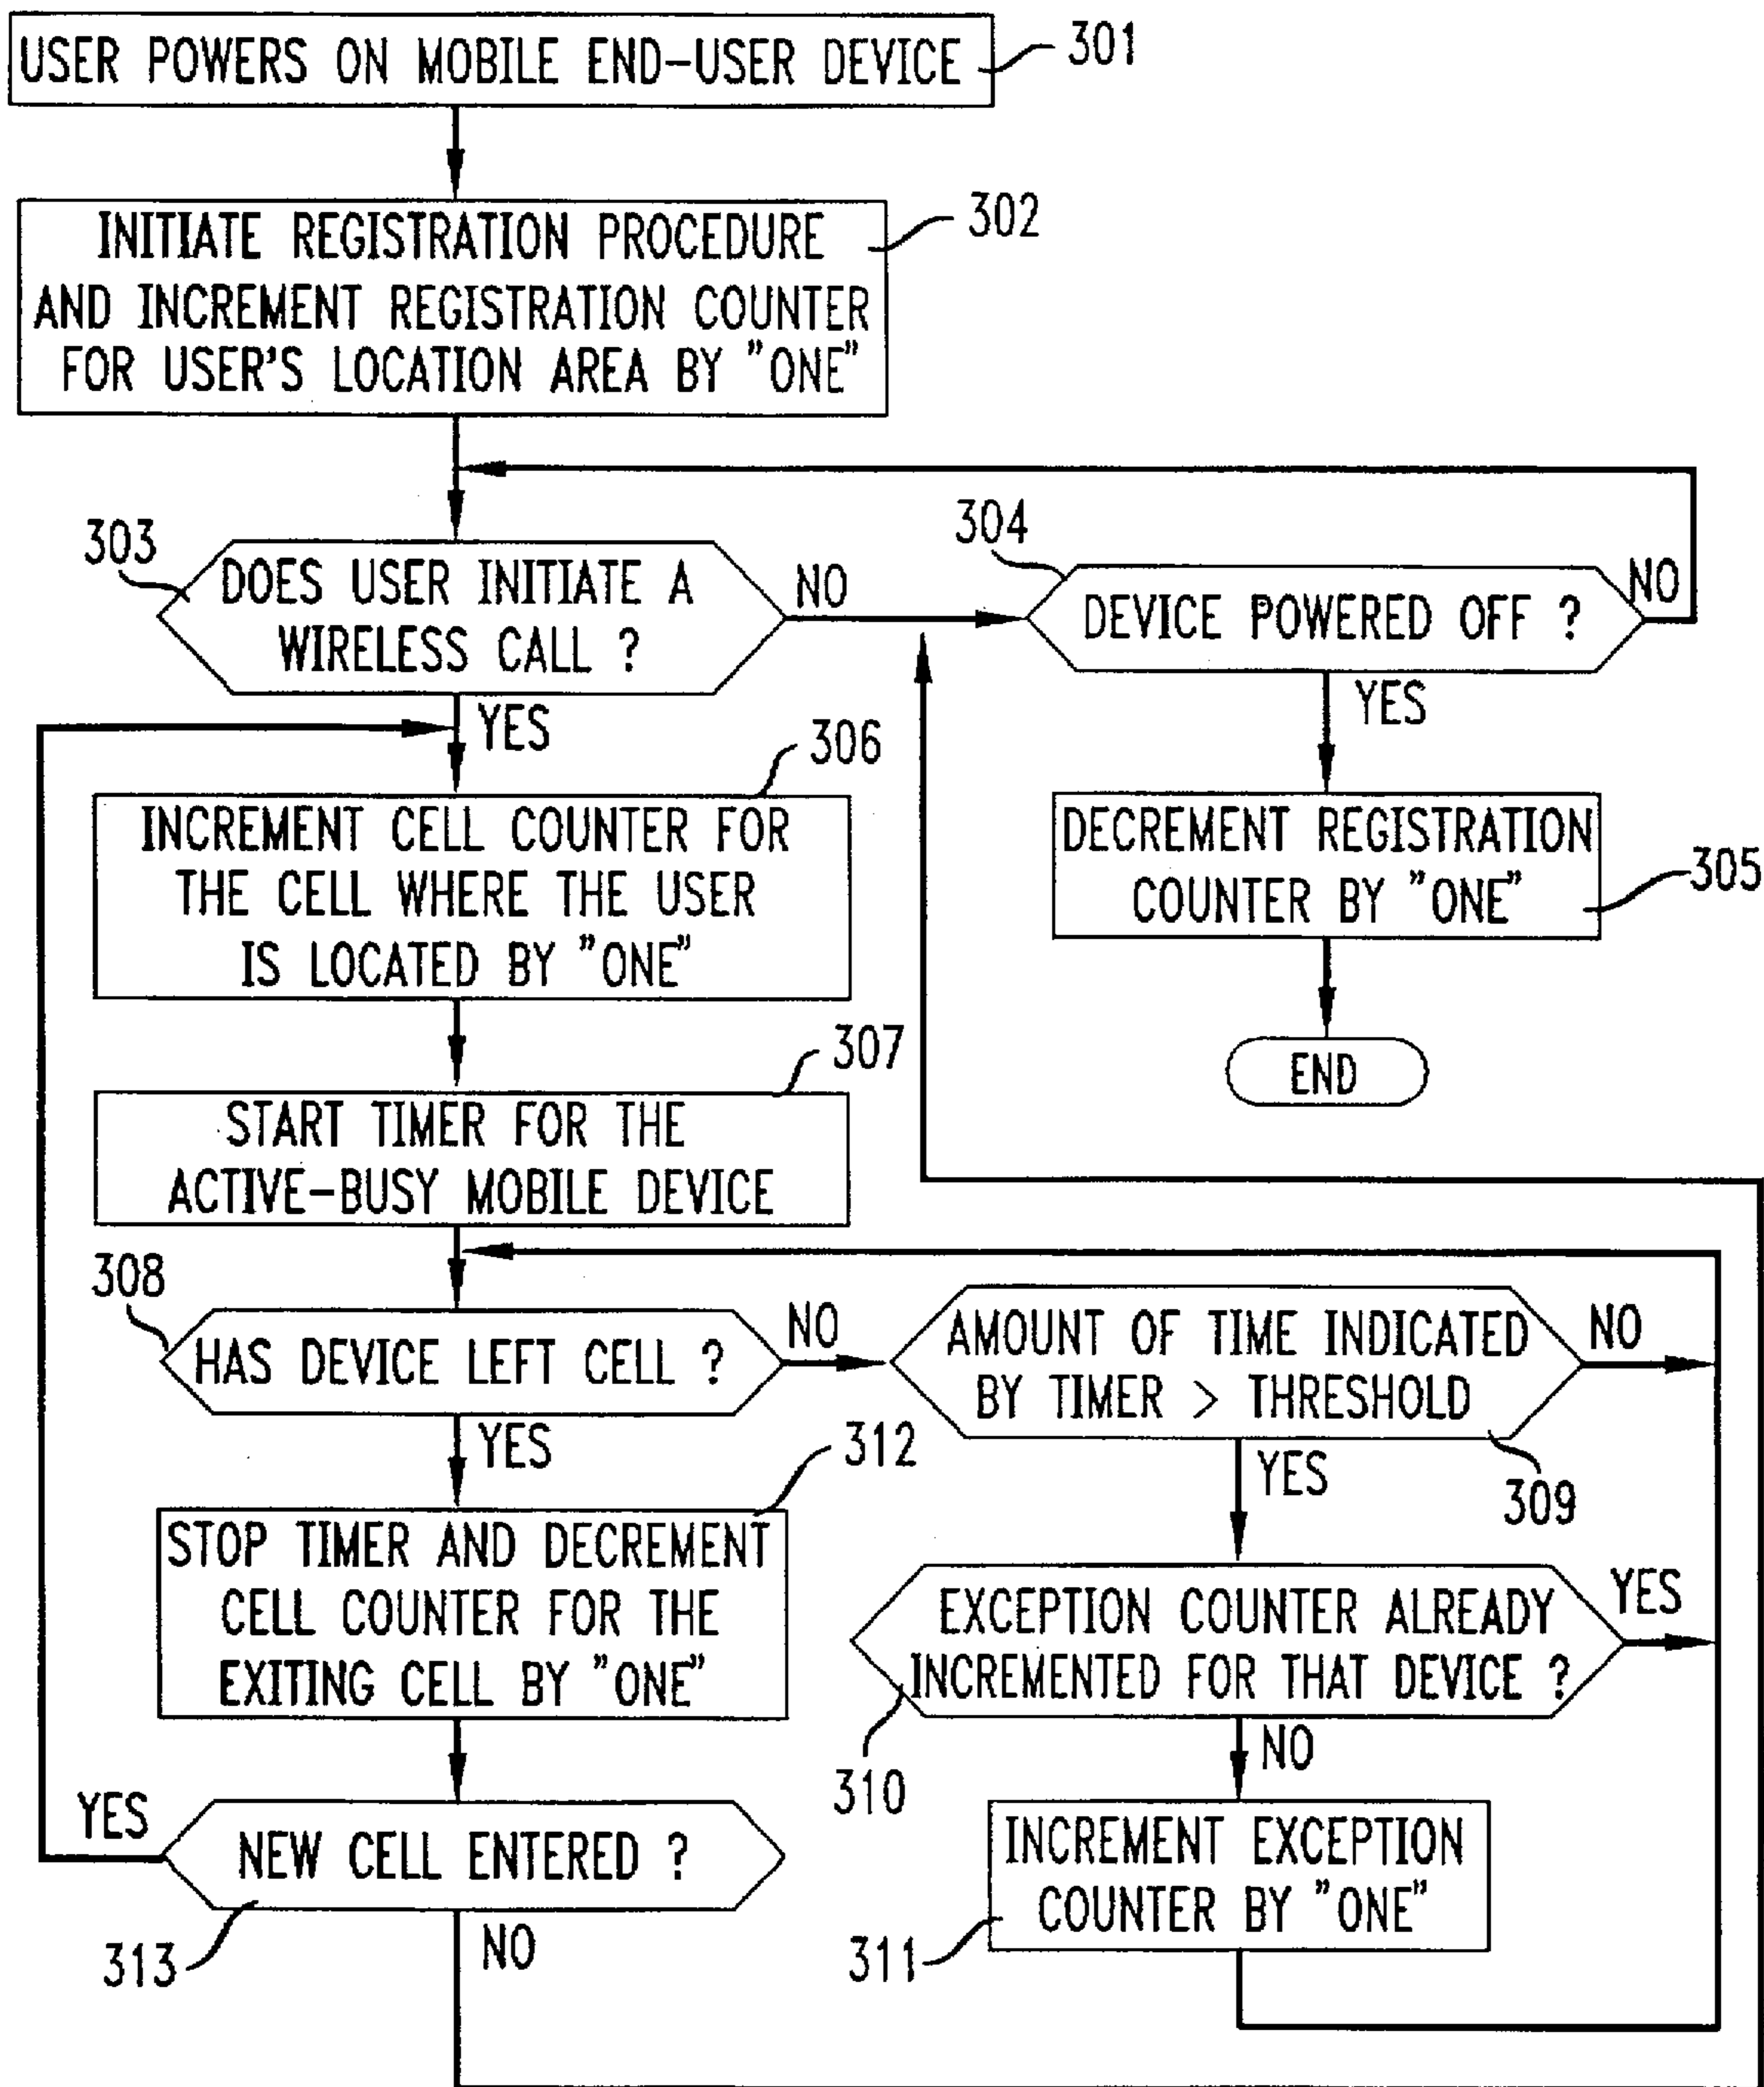 USER POWERS ON MOBILE END-USER DEVICE
301
INITIATE REGISTRATION PROCEDURE
AND INCREMENT REGISTRATION COUNTER
FOR USER'S LOCATION AREA BY "ONE"
302
303
DOES USER INITIATE A
WIRELESS CALL ?
NO
304
DEVICE POWERED OFF ?
NO
YES
YES
306
INCREMENT CELL COUNTER FOR
THE CELL WHERE THE USER
IS LOCATED BY "ONE"
DECREMENT REGISTRATION
COUNTER BY "ONE"
305
END
307
START TIMER FOR THE
ACTIVE-BUSY MOBILE DEVICE
308
HAS DEVICE LEFT CELL ?
NO
AMOUNT OF TIME INDICATED
BY TIMER > THRESHOLD
NO
309
YES
YES
312
STOP TIMER AND DECREMENT
CELL COUNTER FOR THE
EXITING CELL BY "ONE"
EXCEPTION COUNTER ALREADY
INCREMENTED FOR THAT DEVICE ?
YES
310
NO
YES
NEW CELL ENTERED ?
313
NO
INCREMENT EXCEPTION
COUNTER BY "ONE"
311